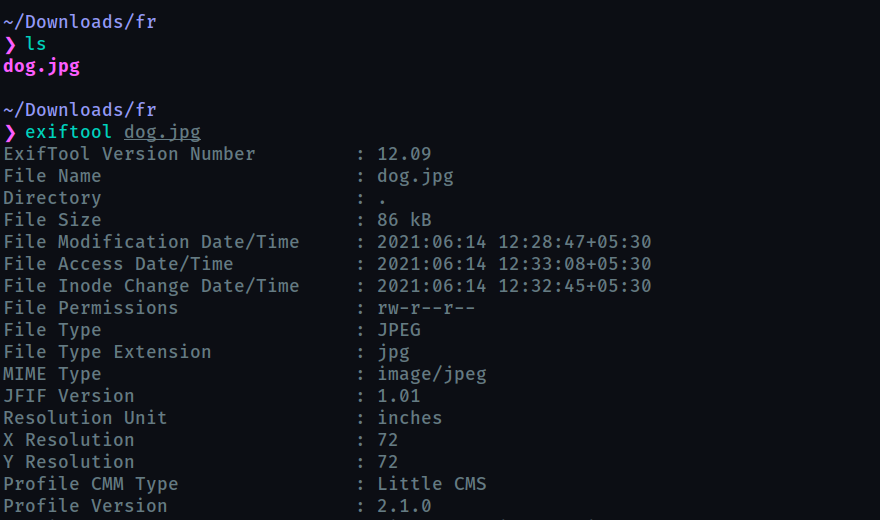 ~/Downloads/fr
❯ ls
dog.jpg
~/Downloads/fr
❯ exiftool dog.jpg
ExifTool Version Number : 12.09
File Name : dog.jpg
Directory : .
File Size : 86 kB
File Modification Date/Time : 2021:06:14 12:28:47+05:30
File Access Date/Time : 2021:06:14 12:33:08+05:30
File Inode Change Date/Time : 2021:06:14 12:32:45+05:30
File Permissions : rw-r--r--
File Type : JPEG
File Type Extension : jpg
MIME Type : image/jpeg
JFIF Version : 1.01
Resolution Unit : inches
X Resolution : 72
Y Resolution : 72
Profile CMM Type : Little CMS
Profile Version : 2.1.0